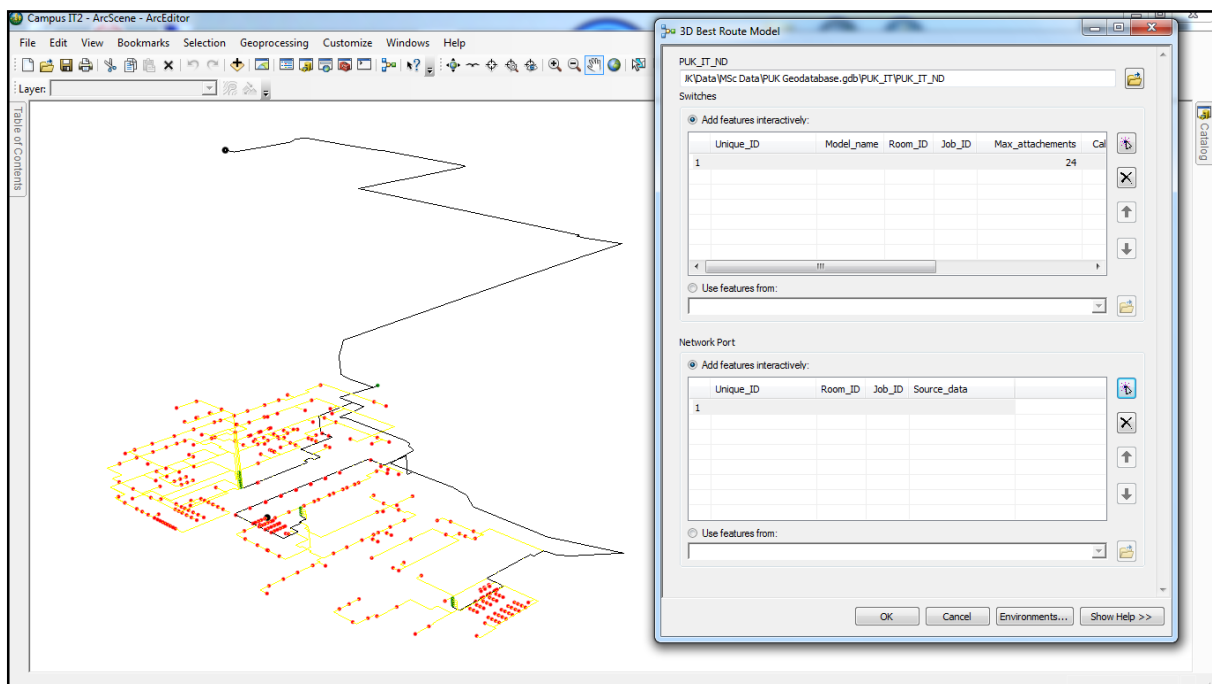 Campus IT2 - ArcScene - ArcEditor
File Edit View Bookmarks Selection Geoprocessing Customize Windows Help
Layer:
Table of Contents
Catalog
3D Best Route Model
PUK_IT_ND
JK\Data\MSc Data\PUK Geodatabase.gdb\PUK_IT\PUK_IT_ND
Switches
Add features interactively:
Unique_ID Model_name Room_ID Job_ID Max_attachements Cal
1 24
Use features from:
Network Port
Add features interactively:
Unique_ID Room_ID Job_ID Source_data
1
Use features from:
OK Cancel Environments... Show Help >>